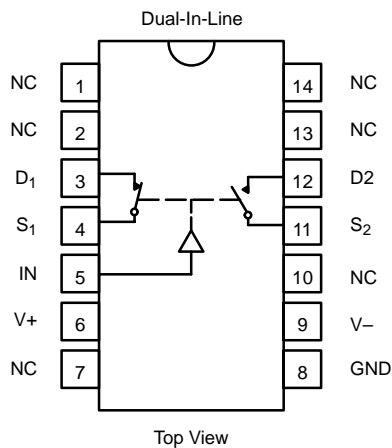 Dual-In-Line
NC 1 14 NC
NC 2 13 NC
D1 3 12 D2
S1 4 11 S2
IN 5 10 NC
V+ 6 9 V–
NC 7 8 GND
Top View